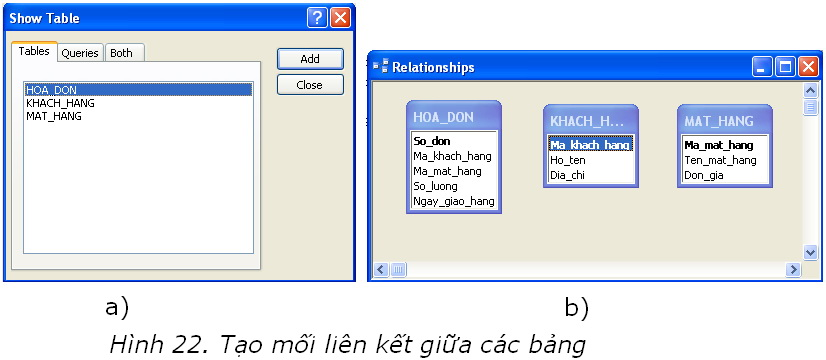 Show Table
Tables Queries Both
Add
Close
HOA_DON
KHACH_HANG
MAT_HANG
a)
Relationships
HOA_DON
So_don
Ma_khach_hang
Ma_mat_hang
So_luong
Ngay_giao_hang
KHACH_H...
Ma_khach_hang
Ho_ten
Dia_chi
MAT_HANG
Ma_mat_hang
Ten_mat_hang
Don_gia
b)
Hình 22. Tạo mối liên kết giữa các bảng